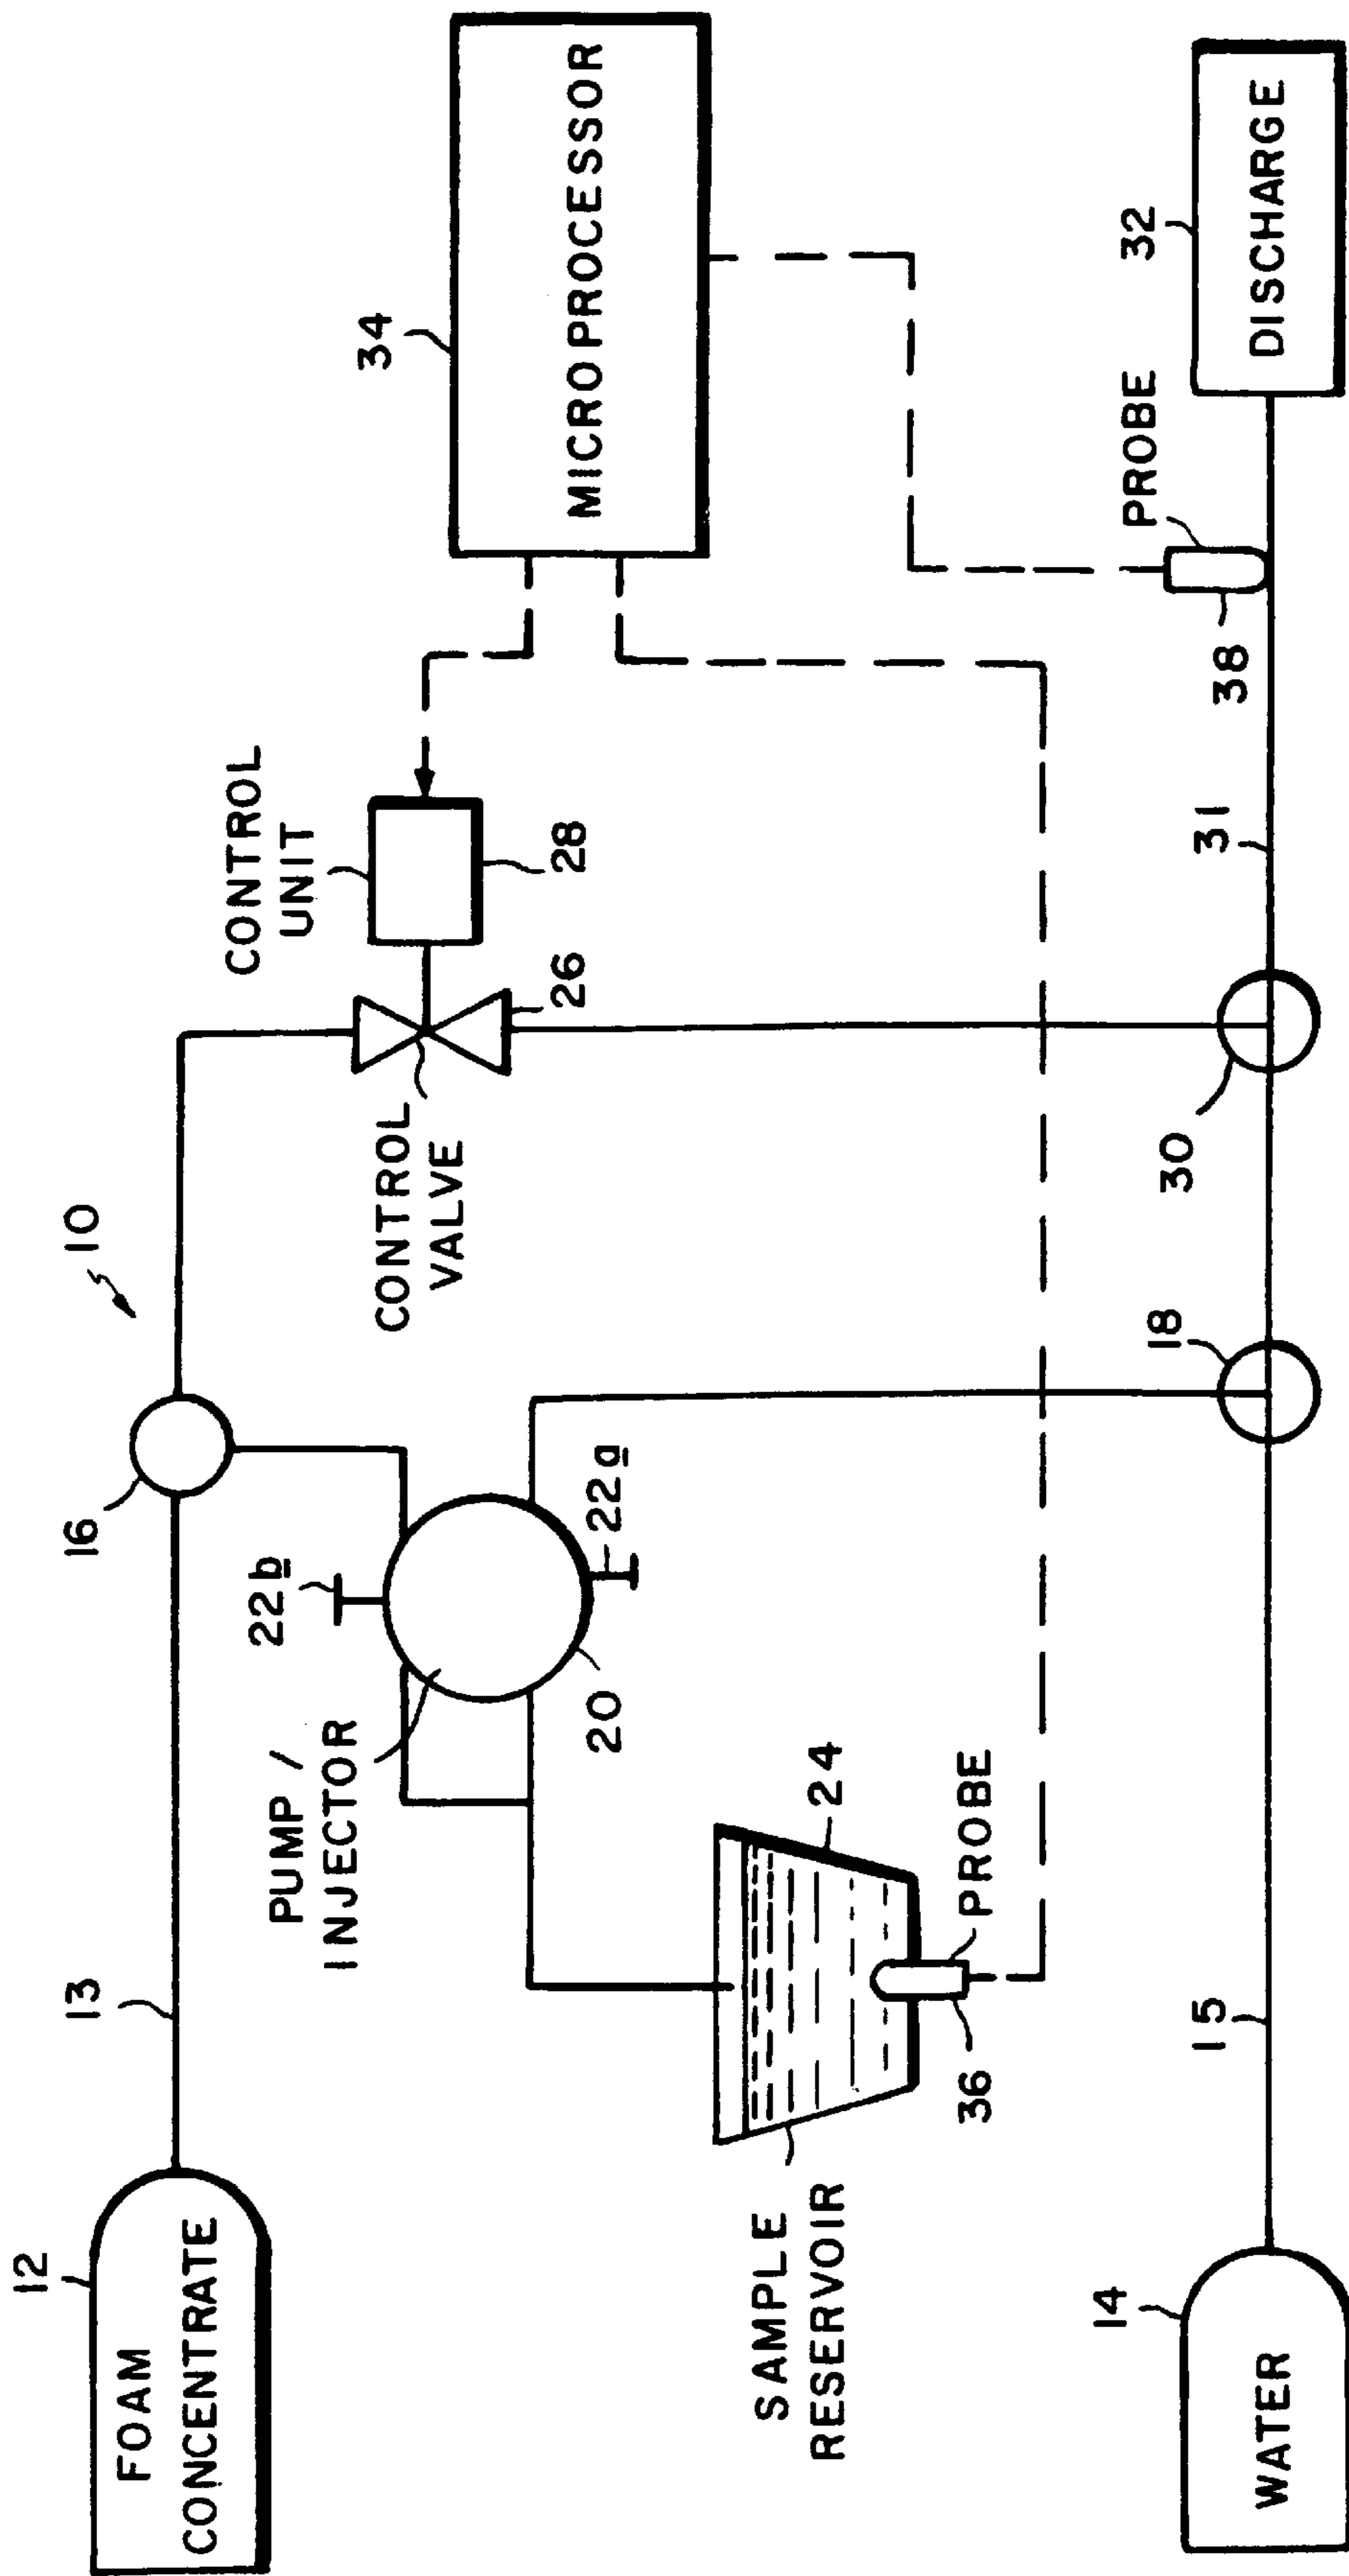 12
FOAM
CONCENTRATE
13
16
10
22b
PUMP /
INJECTOR
20
22a
CONTROL
VALVE
26
CONTROL
UNIT
28
34
MICROPROCESSOR
SAMPLE
RESERVOIR
24
36
PROBE
14
WATER
15
18
30
31
38
PROBE
32
DISCHARGE